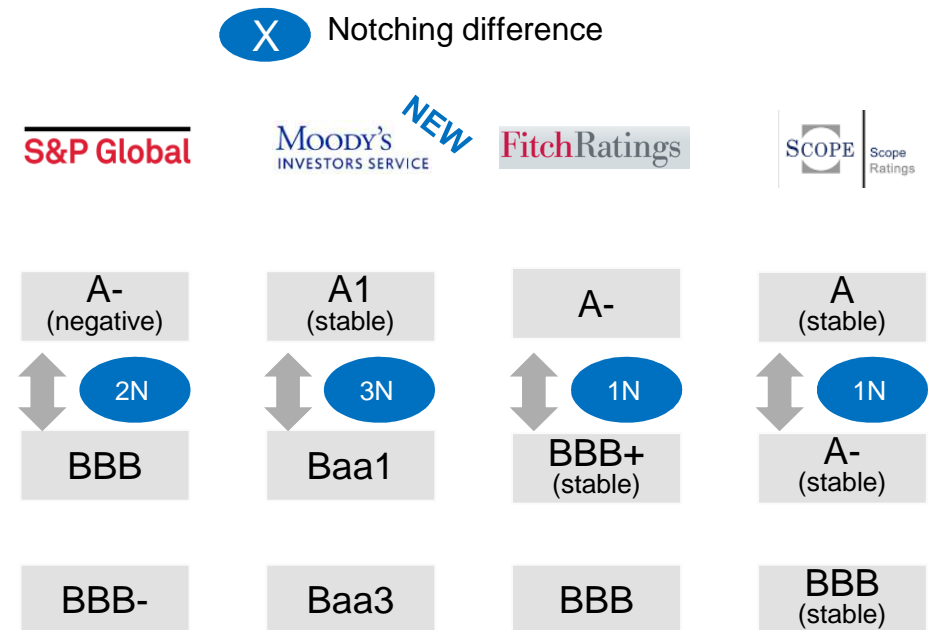 X Notching difference
NEW
S&P Global
MOODY'S
INVESTORS SERVICE
FitchRatings
SCOPE
Scope
Ratings
A-
(negative)
A1
(stable)
A-
A
(stable)
2N
3N
1N
1N
BBB
Baa1
BBB+
(stable)
A-
(stable)
BBB-
Baa3
BBB
BBB
(stable)